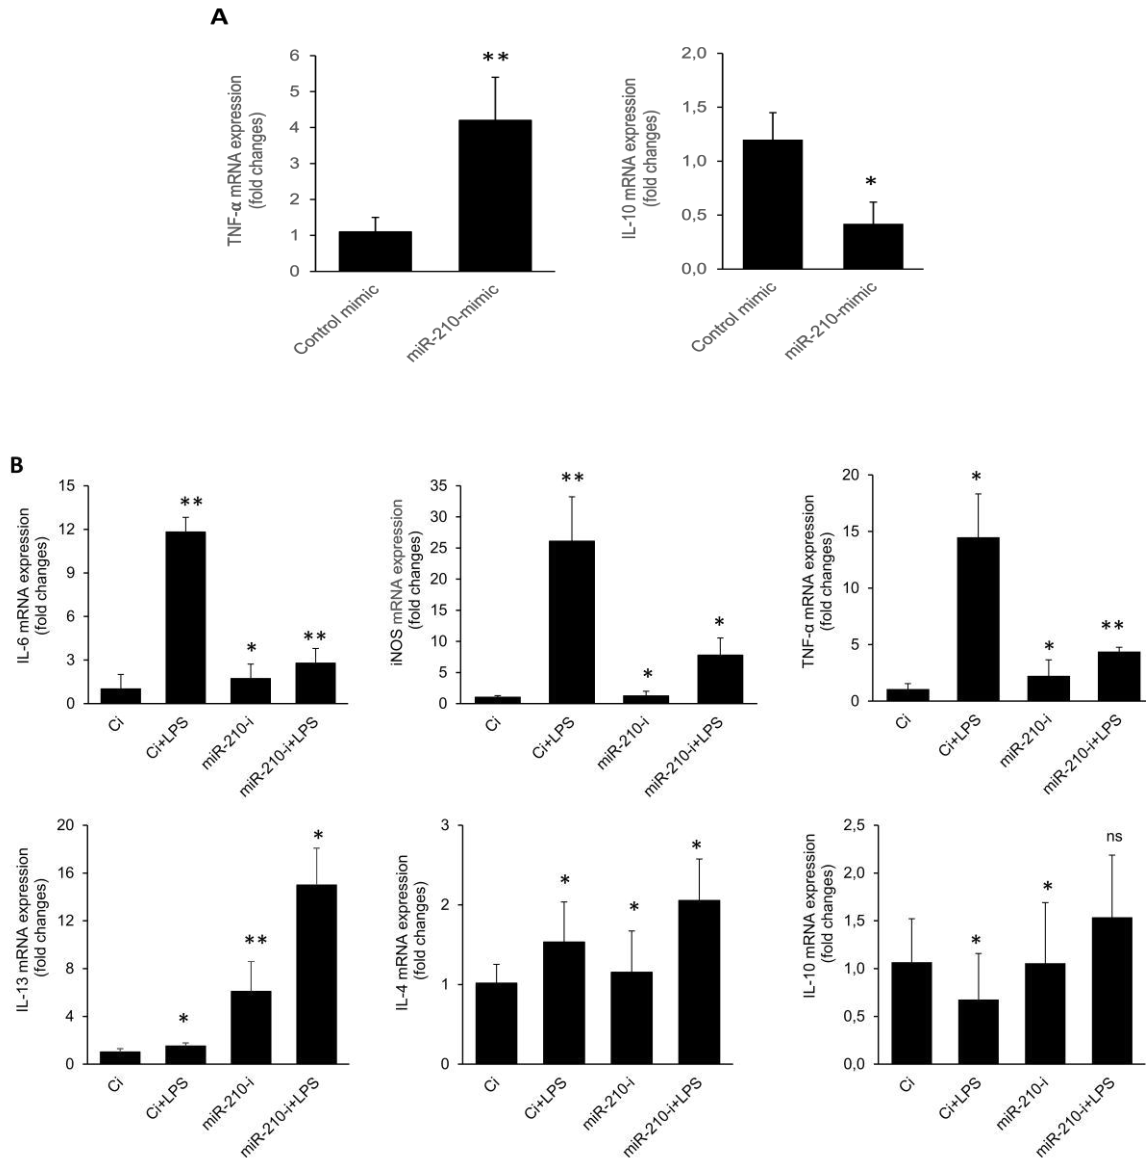 A
TNF-α mRNA expression
(fold changes)
6
5
4
3
2
1
0
**
Control mimic
miR-210-mimic
IL-10 mRNA expression
(fold changes)
2,0
1,5
1,0
0,5
0,0
*
Control mimic
miR-210-mimic
B
IL-6 mRNA expression
(fold changes)
15
12
9
6
3
0
**
*
**
Ci
Ci+LPS
miR-210-i
miR-210-i+LPS
iNOS mRNA expression
(fold changes)
35
30
25
20
15
10
5
0
**
*
*
Ci
Ci+LPS
miR-210-i
miR-210-i+LPS
TNF-α mRNA expression
(fold changes)
20
15
10
5
0
*
*
**
Ci
Ci+LPS
miR-210-i
miR-210-i+LPS
IL-13 mRNA expression
(fold changes)
20
16
12
8
4
0
*
**
*
Ci
Ci+LPS
miR-210-i
miR-210-i+LPS
IL-4 mRNA expression
(fold changes)
3
2
1
0
*
*
*
Ci
Ci+LPS
miR-210-i
miR-210-i+LPS
IL-10 mRNA expression
(fold changes)
2,5
2,0
1,5
1,0
0,5
0,0
*
*
ns
Ci
Ci+LPS
miR-210-i
miR-210-i+LPS